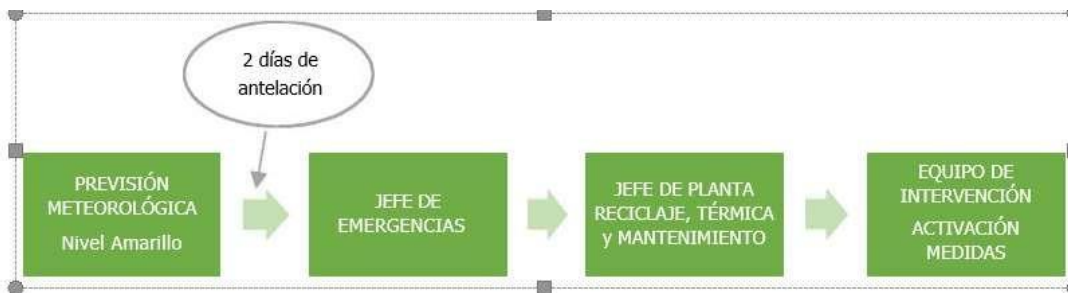 2 días de
antelación
PREVISIÓN
METEOROLÓGICA
Nivel Amarillo
JEFE DE
EMERGENCIAS
JEFE DE PLANTA
RECICLAJE, TÉRMICA
y MANTENIMIENTO
EQUIPO DE
INTERVENCIÓN
ACTIVACIÓN
MEDIDAS